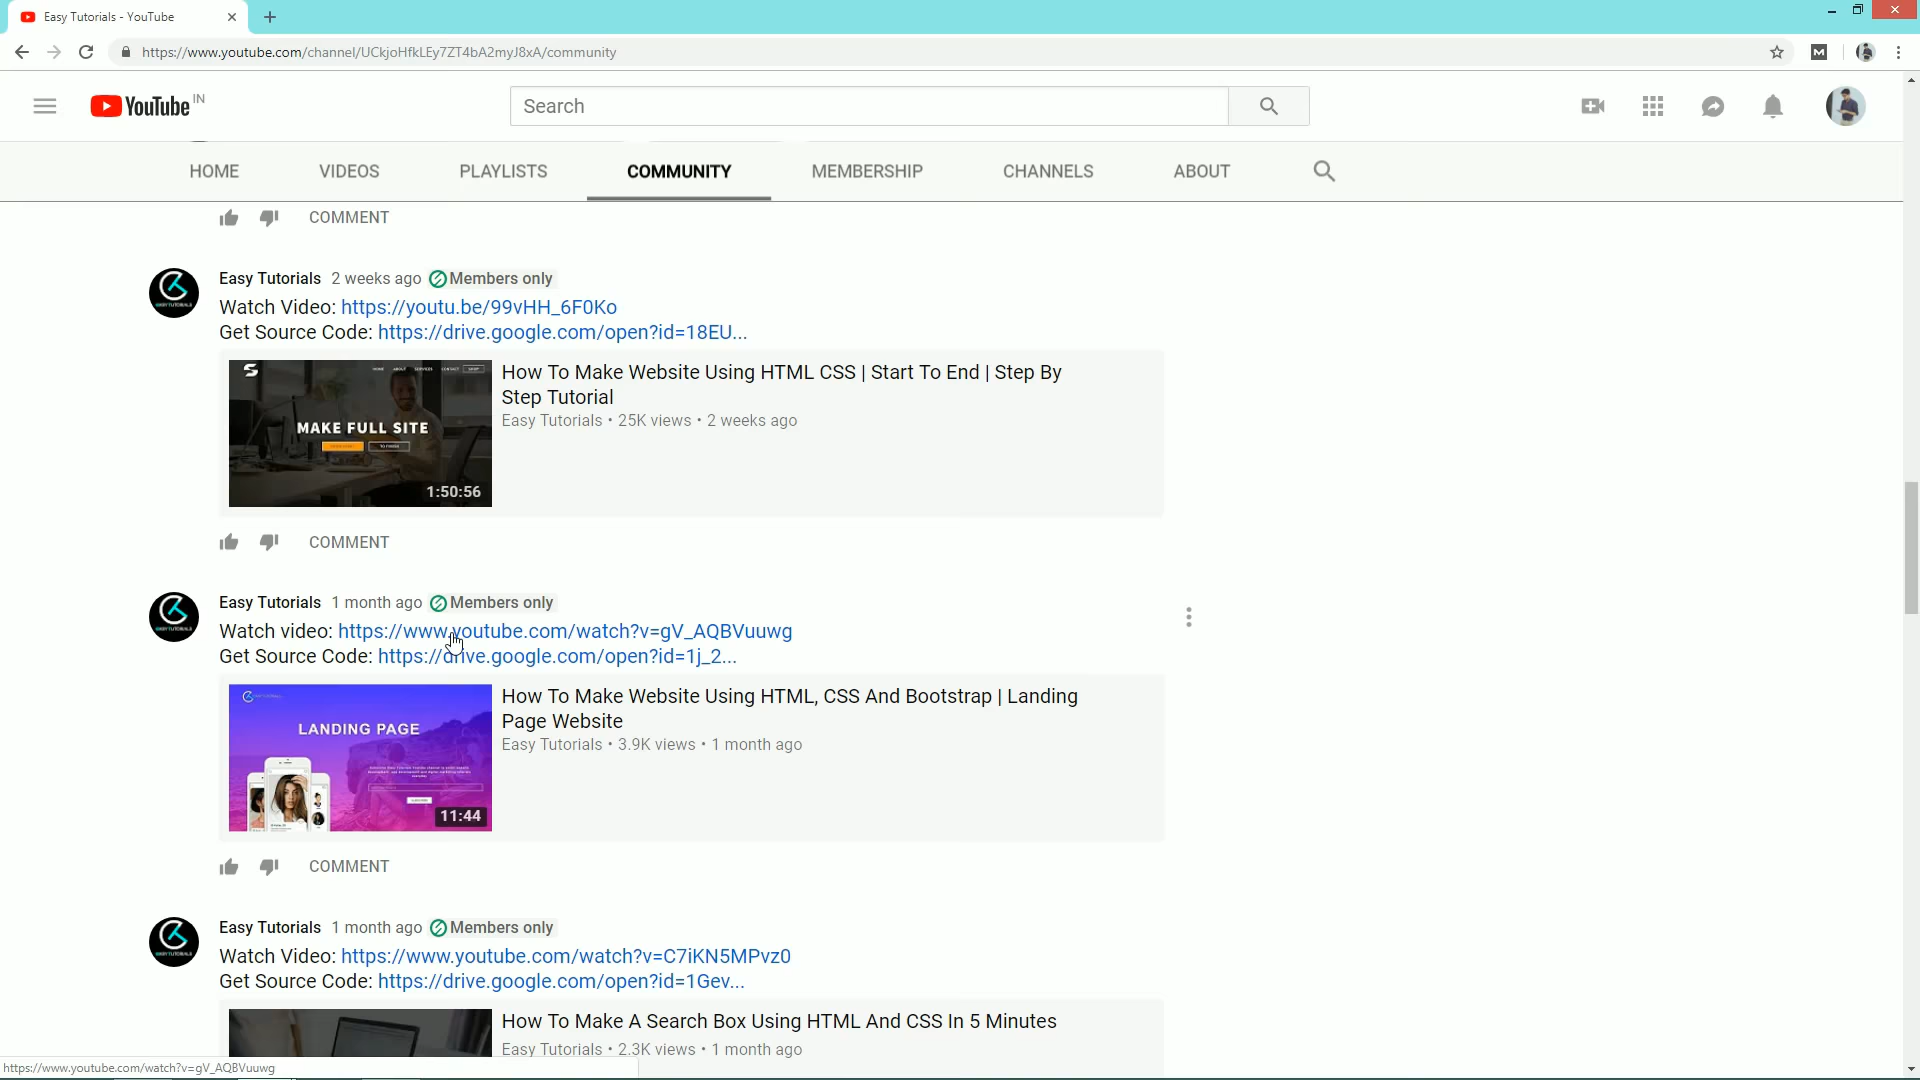 Easy Tutorials - YouTube
https://www.youtube.com/channel/UCkjoHfkLEy7ZT4bA2myJ8xA/community
M
YouTube IN
Search
HOME
VIDEOS
PLAYLISTS
COMMUNITY
MEMBERSHIP
CHANNELS
ABOUT
COMMENT
Easy Tutorials 2 weeks ago Members only
Watch Video: https://youtu.be/99vHH_6F0Ko
Get Source Code: https://drive.google.com/open?id=18EU...
HOME ABOUT SERVICES CONTACT
MAKE FULL SITE
1:50:56
How To Make Website Using HTML CSS | Start To End | Step By
Step Tutorial
Easy Tutorials • 25K views • 2 weeks ago
COMMENT
Easy Tutorials 1 month ago Members only
Watch video: https://www.youtube.com/watch?v=gV_AQBVuuwg
Get Source Code: https://drive.google.com/open?id=1j_2...
LANDING PAGE
11:44
How To Make Website Using HTML, CSS And Bootstrap | Landing
Page Website
Easy Tutorials • 3.9K views • 1 month ago
COMMENT
Easy Tutorials 1 month ago Members only
Watch Video: https://www.youtube.com/watch?v=C7iKN5MPvz0
Get Source Code: https://drive.google.com/open?id=1Gev...
How To Make A Search Box Using HTML And CSS In 5 Minutes
Easy Tutorials • 2.3K views • 1 month ago
https://www.youtube.com/watch?v=gV_AQBVuuwg